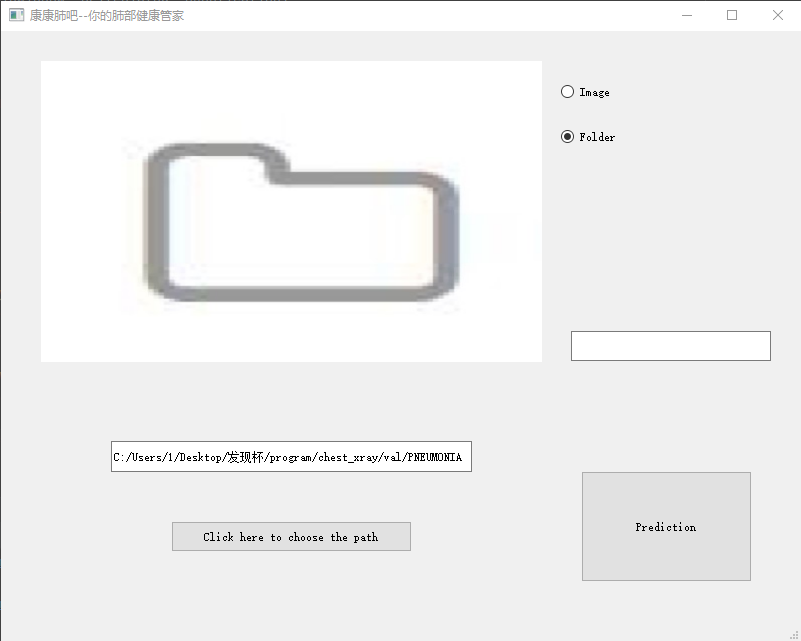 康康肺吧--你的肺部健康管家
Image
Folder
C:/Users/1/Desktop/发现杯/program/chest_xray/val/PNEUMONIA
Click here to choose the path
Prediction